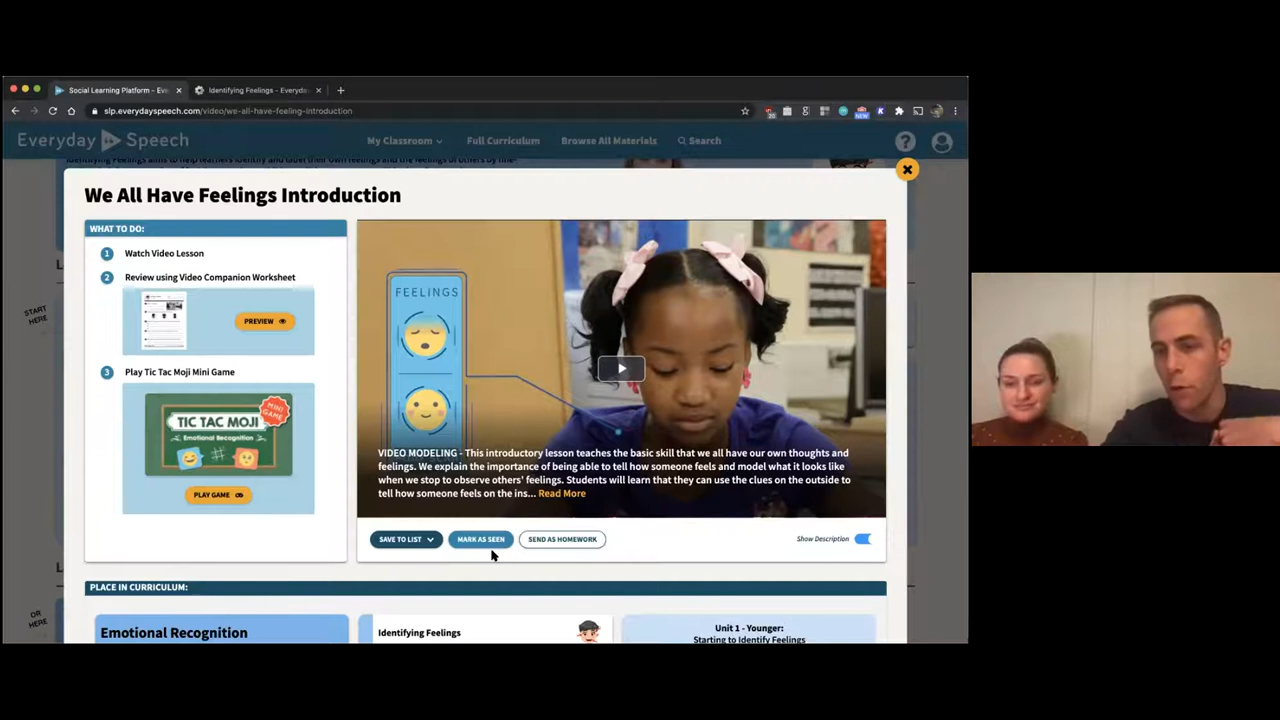 Social Learning Platform - Eve
Identifying Feelings - Everyda
slp.everydayspeech.com/video/we-all-have-feeling-introduction
Everyday Speech
My Classroom
Full Curriculum
Browse All Materials
Search
?
We All Have Feelings Introduction
WHAT TO DO:
1 Watch Video Lesson
2 Review using Video Companion Worksheet
PREVIEW
3 Play Tic Tac Moji Mini Game
MINI
GAME
TIC TAC MOJI
Emotional Recognition
PLAY GAME
FEELINGS
VIDEO MODELING - This introductory lesson teaches the basic skill that we all have our own thoughts and
feelings. We explain the importance of being able to tell how someone feels and model what it looks like
when we stop to observe others' feelings. Students will learn that they can use the clues on the outside to
tell how someone feels on the ins... Read More
SAVE TO LIST
MARK AS SEEN
SEND AS HOMEWORK
Show Description
PLACE IN CURRICULUM:
Emotional Recognition
Identifying Feelings
Unit 1 - Younger:
Starting to Identify Feelings
START
HERE
OR
HERE
NEW